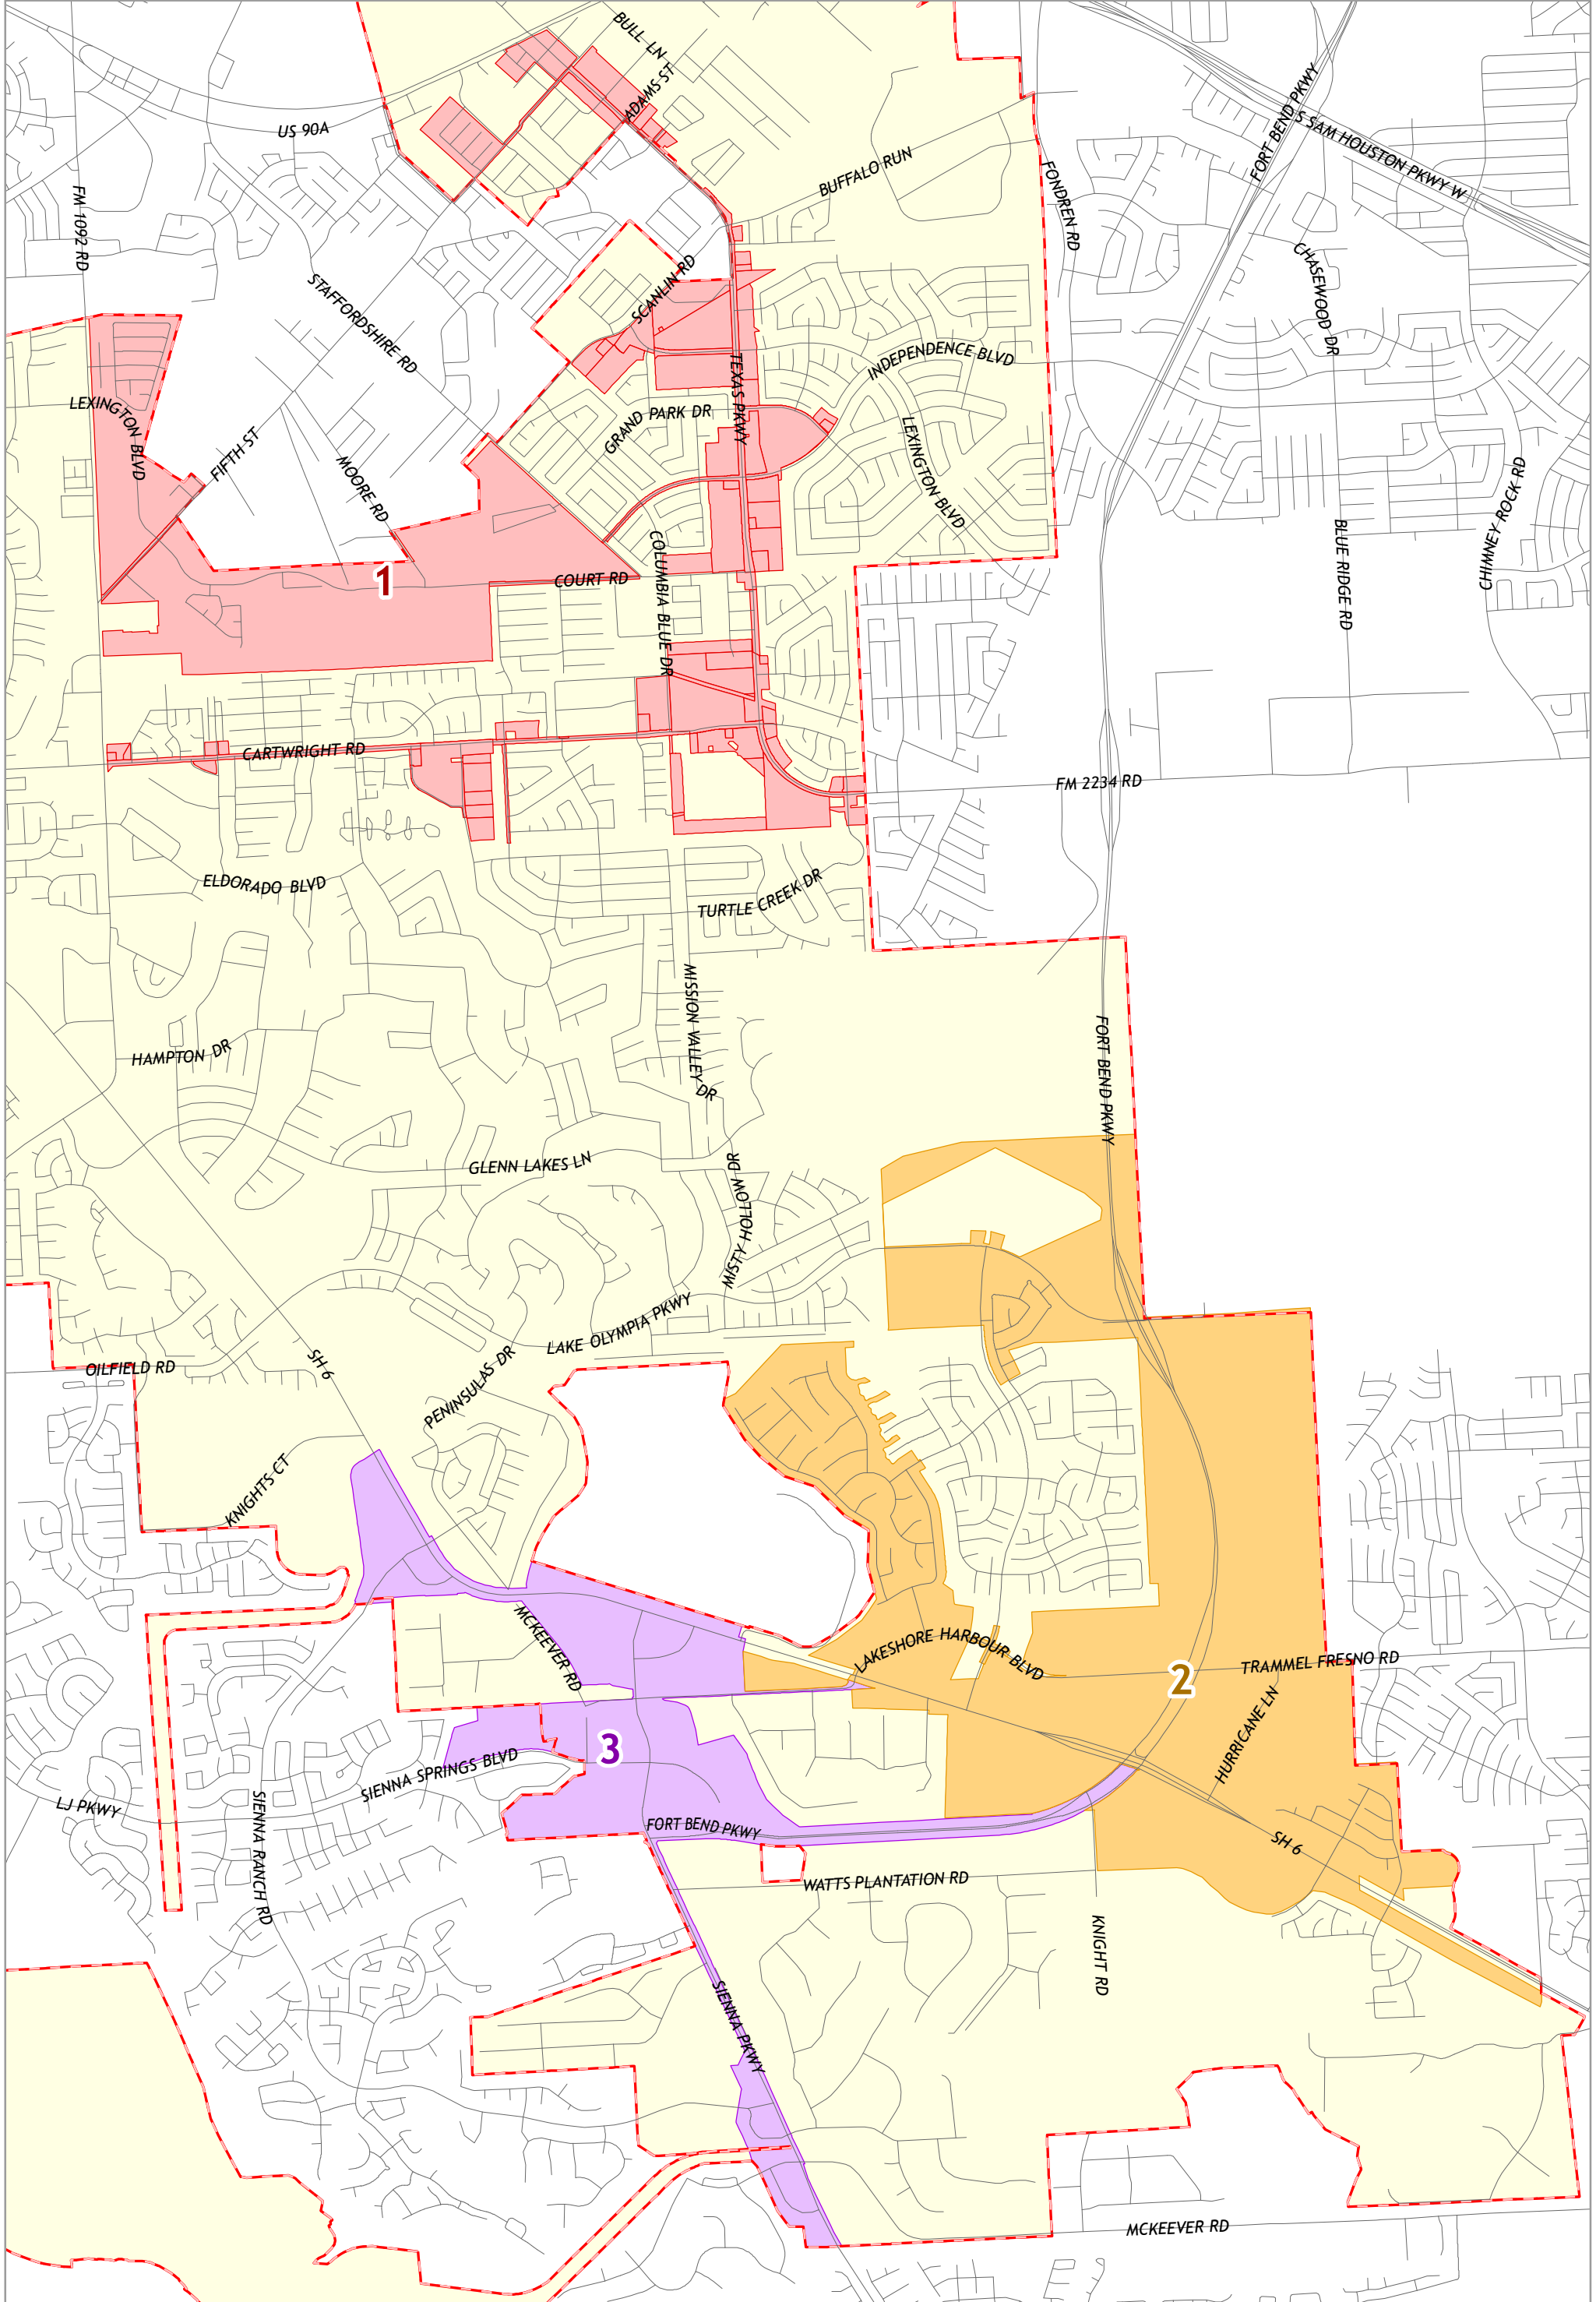 BULL LN
ADAMS ST
US 90A
FORT BEND PKWY
S SAM HOUSTON PKWY W
BUFFALO RUN
FONDREN RD
FM 1092 RD
STAFFORDSHIRE RD
SCANLIN RD
CHASEWOOD DR
TEXAS PKWY
INDEPENDENCE BLVD
LEXINGTON BLVD
GRAND PARK DR
FIFTH ST
MOORE RD
LEXINGTON BLVD
CHIMNEY ROCK RD
BLUE RIDGE RD
COLUMBIA BLUE DR
COURT RD
1
CARTWRIGHT RD
FM 2234 RD
ELDORADO BLVD
TURTLE CREEK DR
MISSION VALLEY DR
HAMPTON DR
FORT BEND PKWY
GLENN LAKES LN
MISTY HOLLOW DR
LAKE OLYMPIA PKWY
SH 6
OILFIELD RD
PENINSULAS DR
KNIGHTS CT
MCKEEVER RD
LAKESHORE HARBOUR BLVD
TRAMMEL FRESNO RD
2
HURRICANE LN
3
SIENNA SPRINGS BLVD
LJ PKWY
SIENNA RANCH RD
FORT BEND PKWY
SH 6
WATTS PLANTATION RD
KNIGHT RD
SIENNA PKWY
MCKEEVER RD